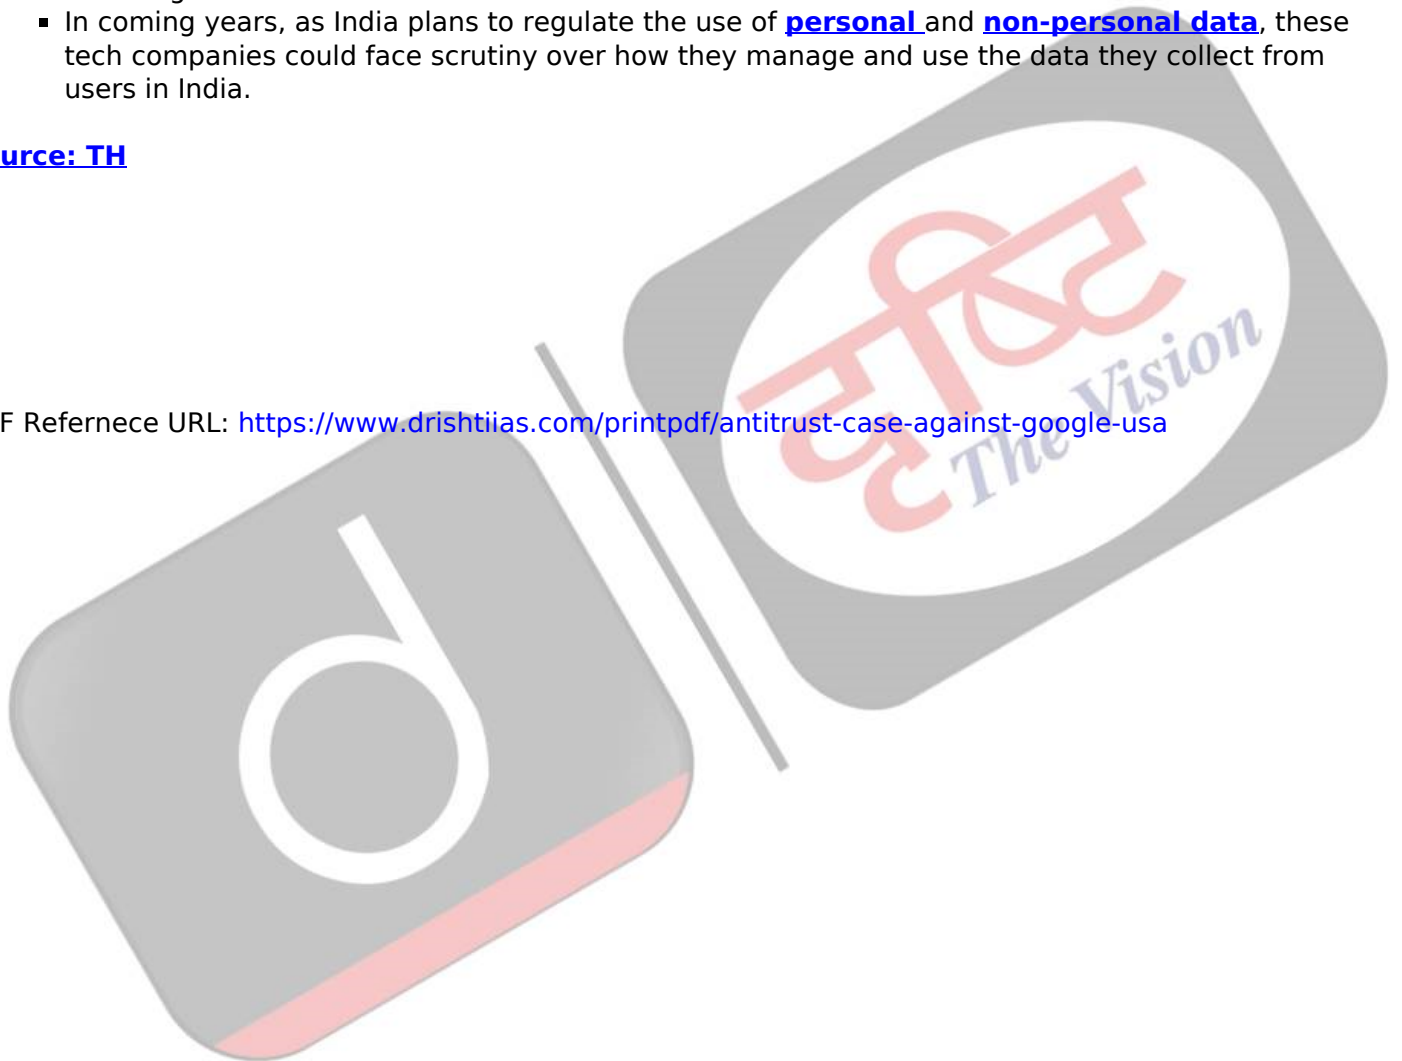 In coming years, as India plans to regulate the use of personal and non-personal data, these
tech companies could face scrutiny over how they manage and use the data they collect from
users in India.
urce: TH
F Refernece URL: https://www.drishtiias.com/printpdf/antitrust-case-against-google-usa
दृष्टि
The Vision
d